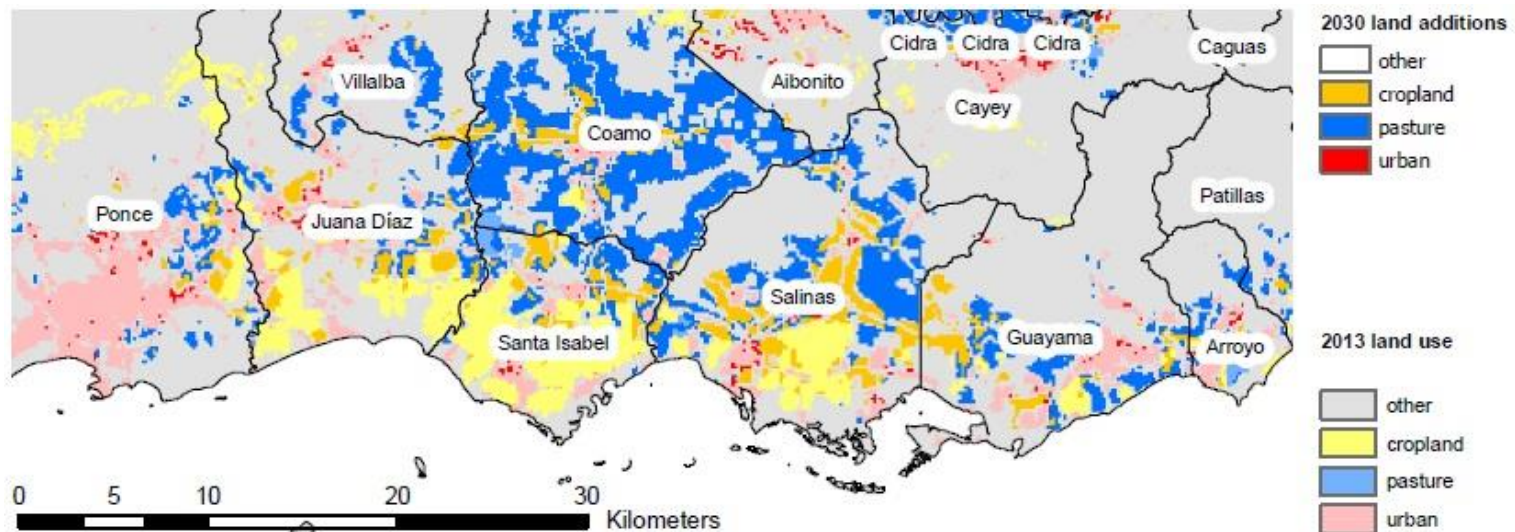 2030 land additions
other
cropland
pasture
urban
Cidra Cidra Cidra
Caguas
Villalba
Aibonito
Cayey
Coamo
Patillas
Ponce
Juana Díaz
Salinas
Santa Isabel
Guayama
Arroyo
2013 land use
other
cropland
pasture
urban
0 5 10 20 30
Kilometers